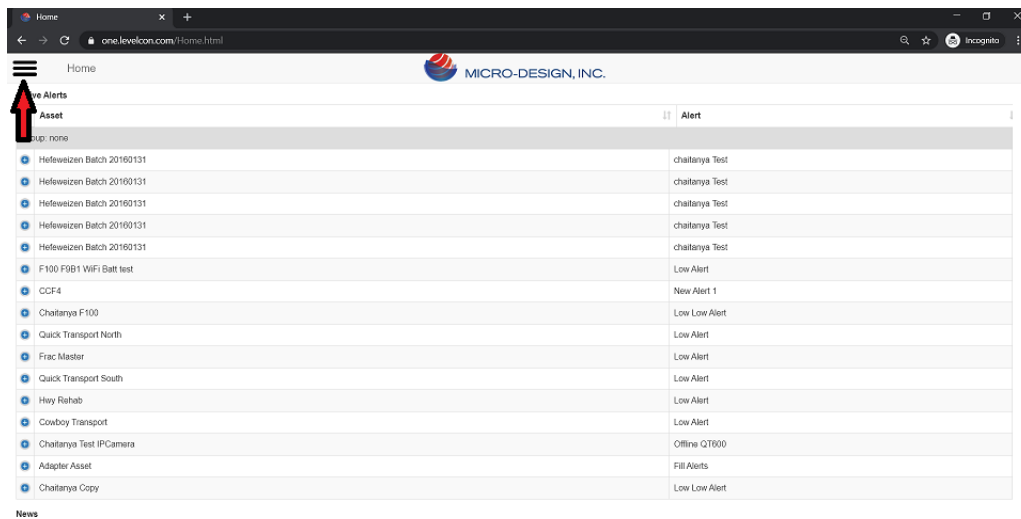 Home
one.levelcon.com/Home.html
Incognito
Home
MICRO-DESIGN, INC.
Alerts
Asset Alert
none
Hefeweizen Batch 20160131 chaitanya Test
Hefeweizen Batch 20160131 chaitanya Test
Hefeweizen Batch 20160131 chaitanya Test
Hefeweizen Batch 20160131 chaitanya Test
Hefeweizen Batch 20160131 chaitanya Test
F100 F9B1 WiFi Batt test Low Alert
CCF4 New Alert 1
Chaitanya F100 Low Low Alert
Quick Transport North Low Alert
Frac Master Low Alert
Quick Transport South Low Alert
Hwy Rehab Low Alert
Cowboy Transport Low Alert
Chaitanya Test IPCamera Offline QT600
Adapter Asset Fill Alerts
Chaitanya Copy Low Low Alert
News